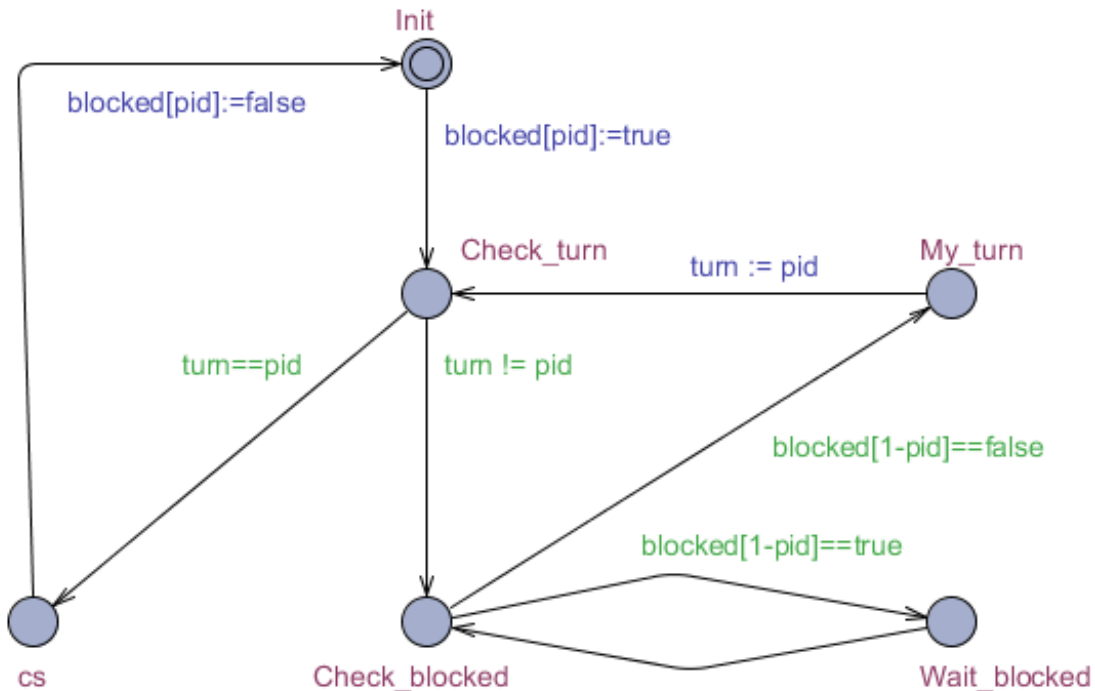 Init
blocked[pid]:=false
blocked[pid]:=true
Check_turn
My_turn
turn := pid
turn==pid
turn != pid
blocked[1-pid]==false
blocked[1-pid]==true
cs
Check_blocked
Wait_blocked